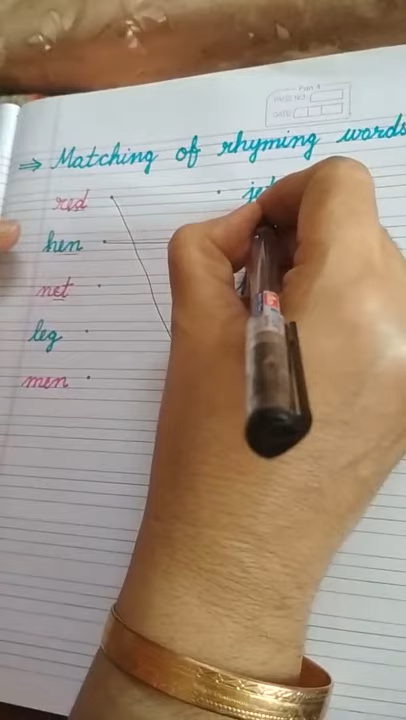 ⇒ Matching of rhyming words
red
hen
net
leg
men